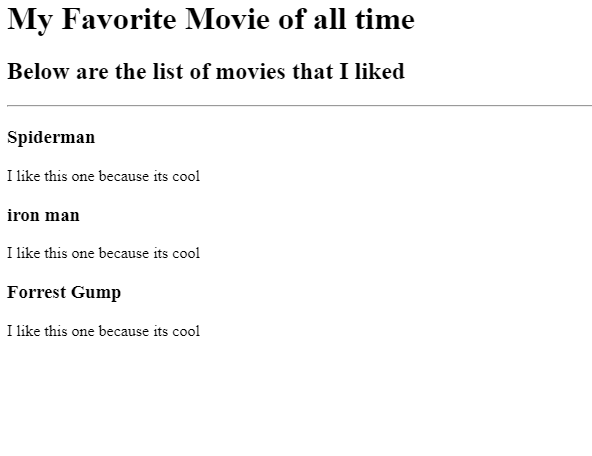 My Favorite Movie of all time
Below are the list of movies that I liked
Spiderman
I like this one because its cool
iron man
I like this one because its cool
Forrest Gump
I like this one because its cool